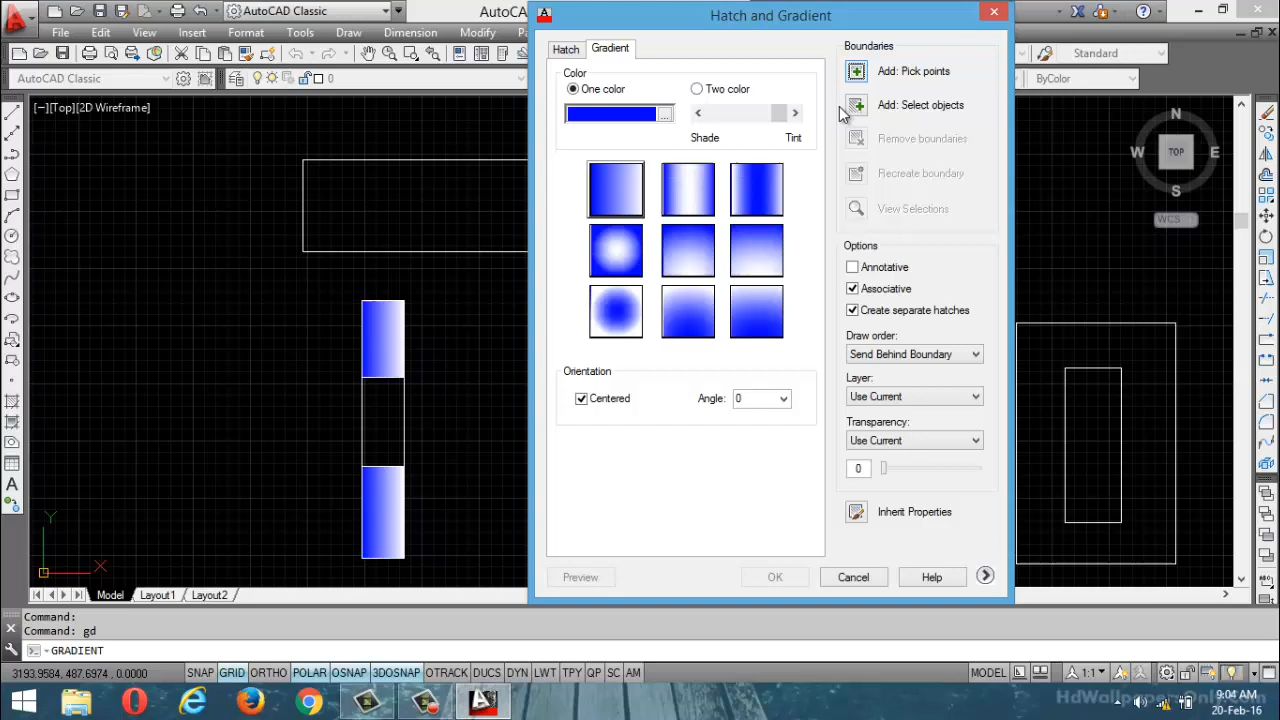 AutoCAD Classic
AutoCA
Hatch and Gradient
File
Edit
View
Insert
Format
Tools
Draw
Dimension
Modify
Standard
AutoCAD Classic
0
ByColor
[−][Top][2D Wireframe]
Hatch
Gradient
Color
One color
Two color
Shade
Tint
Orientation
Centered
Angle:
0
Boundaries
Add: Pick points
Add: Select objects
Remove boundaries
Recreate boundary
View Selections
Options
Annotative
Associative
Create separate hatches
Draw order:
Send Behind Boundary
Layer:
Use Current
Transparency:
Use Current
0
Inherit Properties
Preview
OK
Cancel
Help
N
W
TOP
E
S
WCS
Y
X
Model
Layout1
Layout2
Command:
Command: gd
GRADIENT
3193.9584, 487.6974, 0.0000
SNAP
GRID
ORTHO
POLAR
OSNAP
3DOSNAP
OTRACK
DUCS
DYN
LWT
TPY
QP
SC
AM
MODEL
1:1
HdWallpapersOnly.com
9:04 AM
20-Feb-16